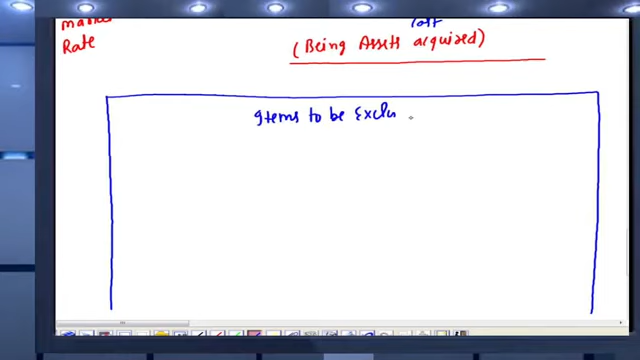 Rate
(Being Assets acquired)
Items to be Exclu